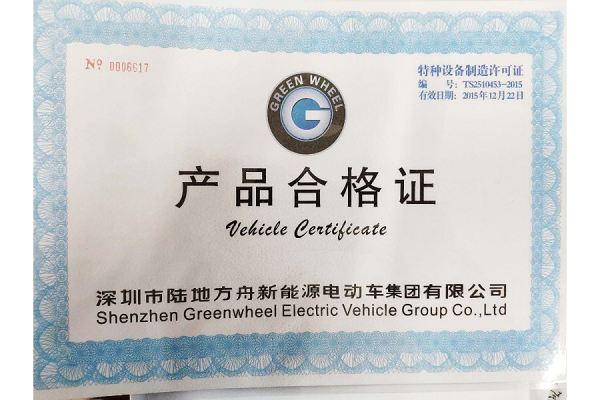 Nº 0006617
特种设备制造许可证
编 号：TS2510453-2015
有效日期：2015年12月22日
GREEN WHEEL
G
产品合格证
Vehicle Certificate
深圳市陆地方舟新能源电动车集团有限公司
Shenzhen Greenwheel Electric Vehicle Group Co.,Ltd